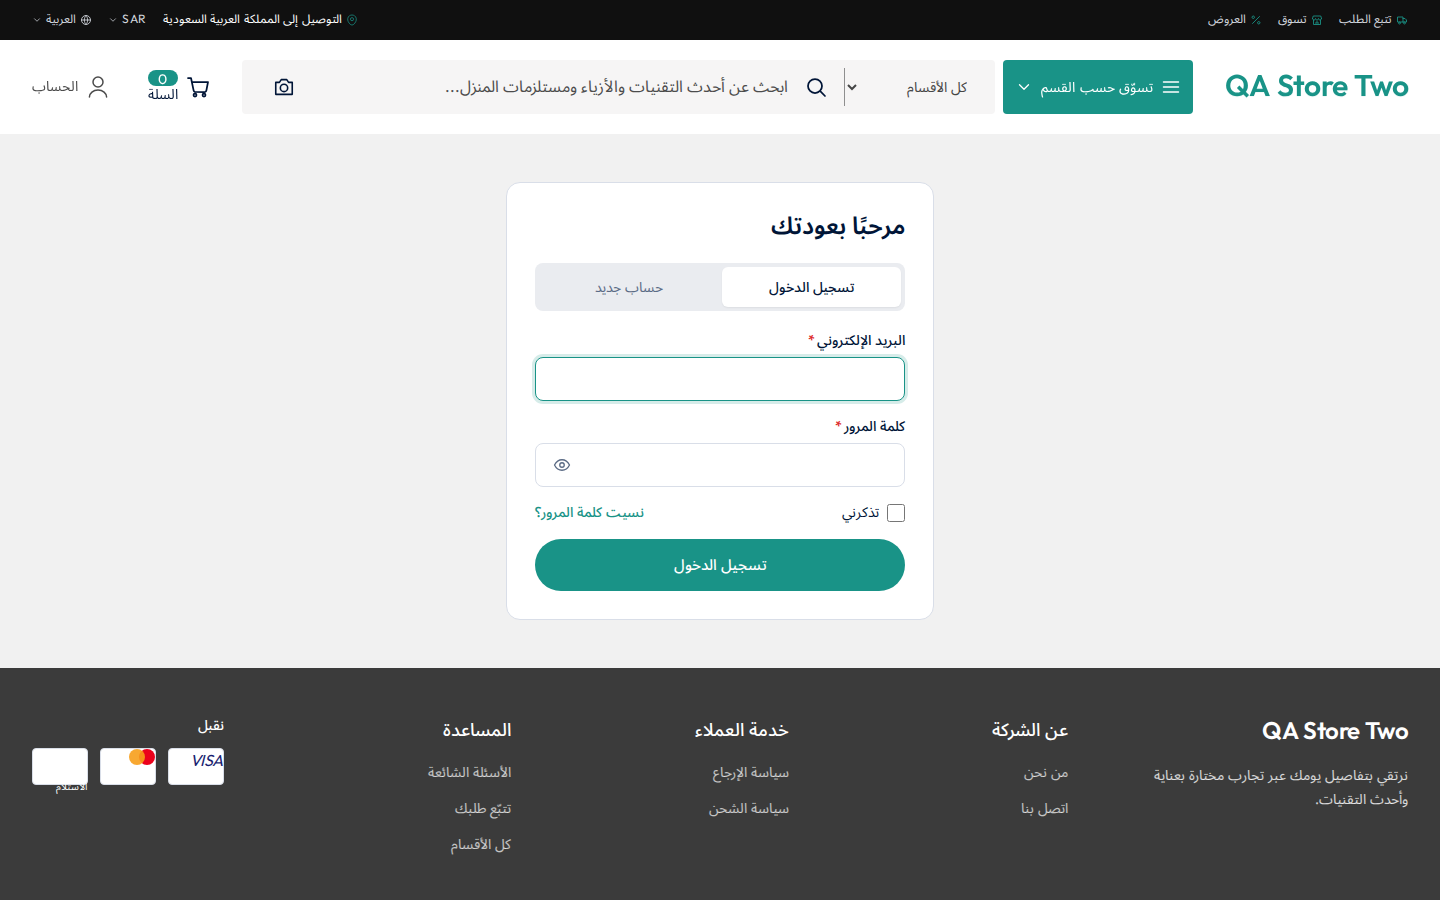 تتبع الطلب
تسوق
العروض
التوصيل إلى المملكة العربية السعودية
SAR
العربية
QA Store Two
تسوّق حسب القسم
كل الأقسام
ابحث عن أحدث التقنيات والأزياء ومستلزمات المنزل...
0
السلة
الحساب
مرحبًا بعودتك
تسجيل الدخول
حساب جديد
البريد الإلكتروني *
كلمة المرور *
تذكرني
نسيت كلمة المرور؟
تسجيل الدخول
QA Store Two
نرتقي بتفاصيل يومك عبر تجارب مختارة بعناية
وأحدث التقنيات.
عن الشركة
من نحن
اتصل بنا
خدمة العملاء
سياسة الإرجاع
سياسة الشحن
المساعدة
الأسئلة الشائعة
تتبّع طلبك
كل الأقسام
نقبل
VISA
الاستلام